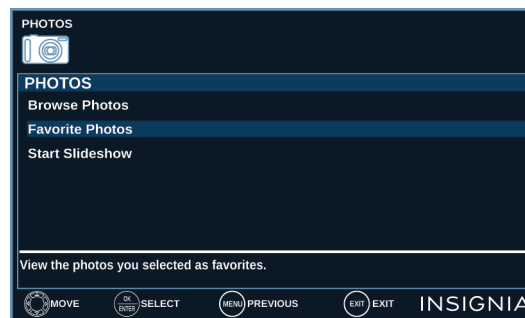 PHOTOS
PHOTOS
Browse Photos
Favorite Photos
Start Slideshow
View the photos you selected as favorites.
MOVE OK ENTER SELECT MENU PREVIOUS EXIT EXIT INSIGNIA